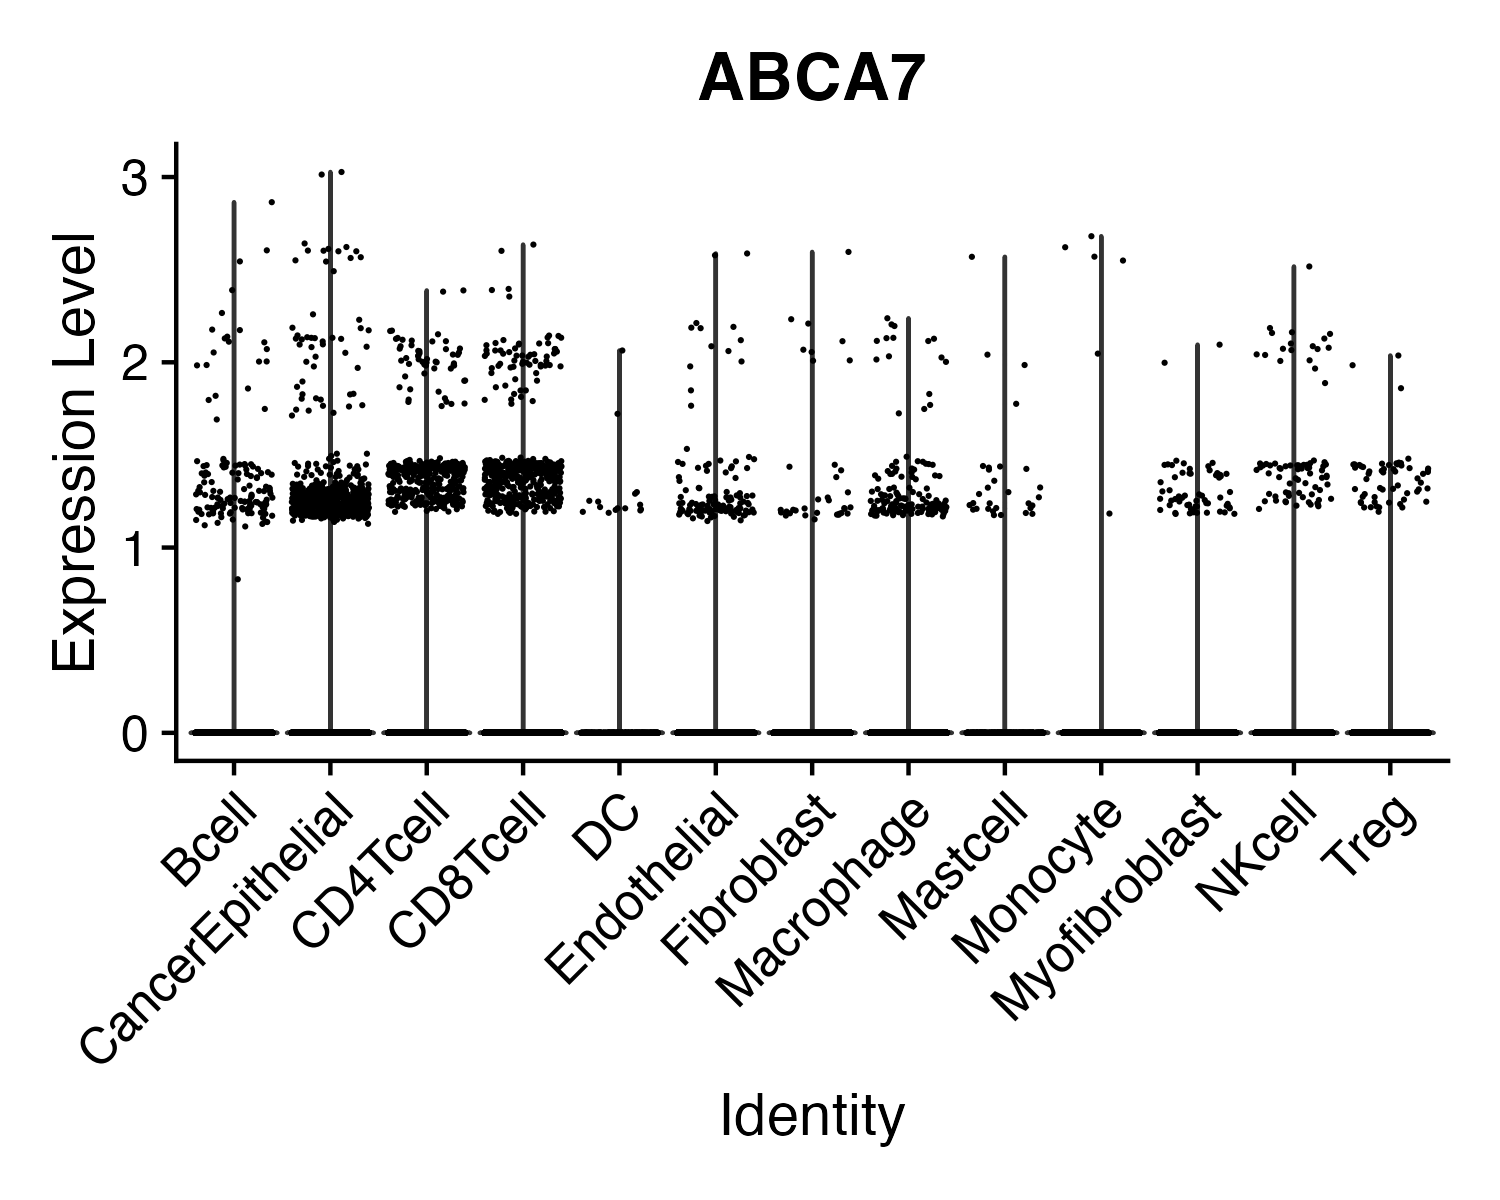 ABCA7
Expression Level
3
2
1
0
Bcell
CancerEpithelial
CD4Tcell
CD8Tcell
DC
Endothelial
Fibroblast
Macrophage
Mastcell
Monocyte
Myofibroblast
NKcell
Treg
Identity